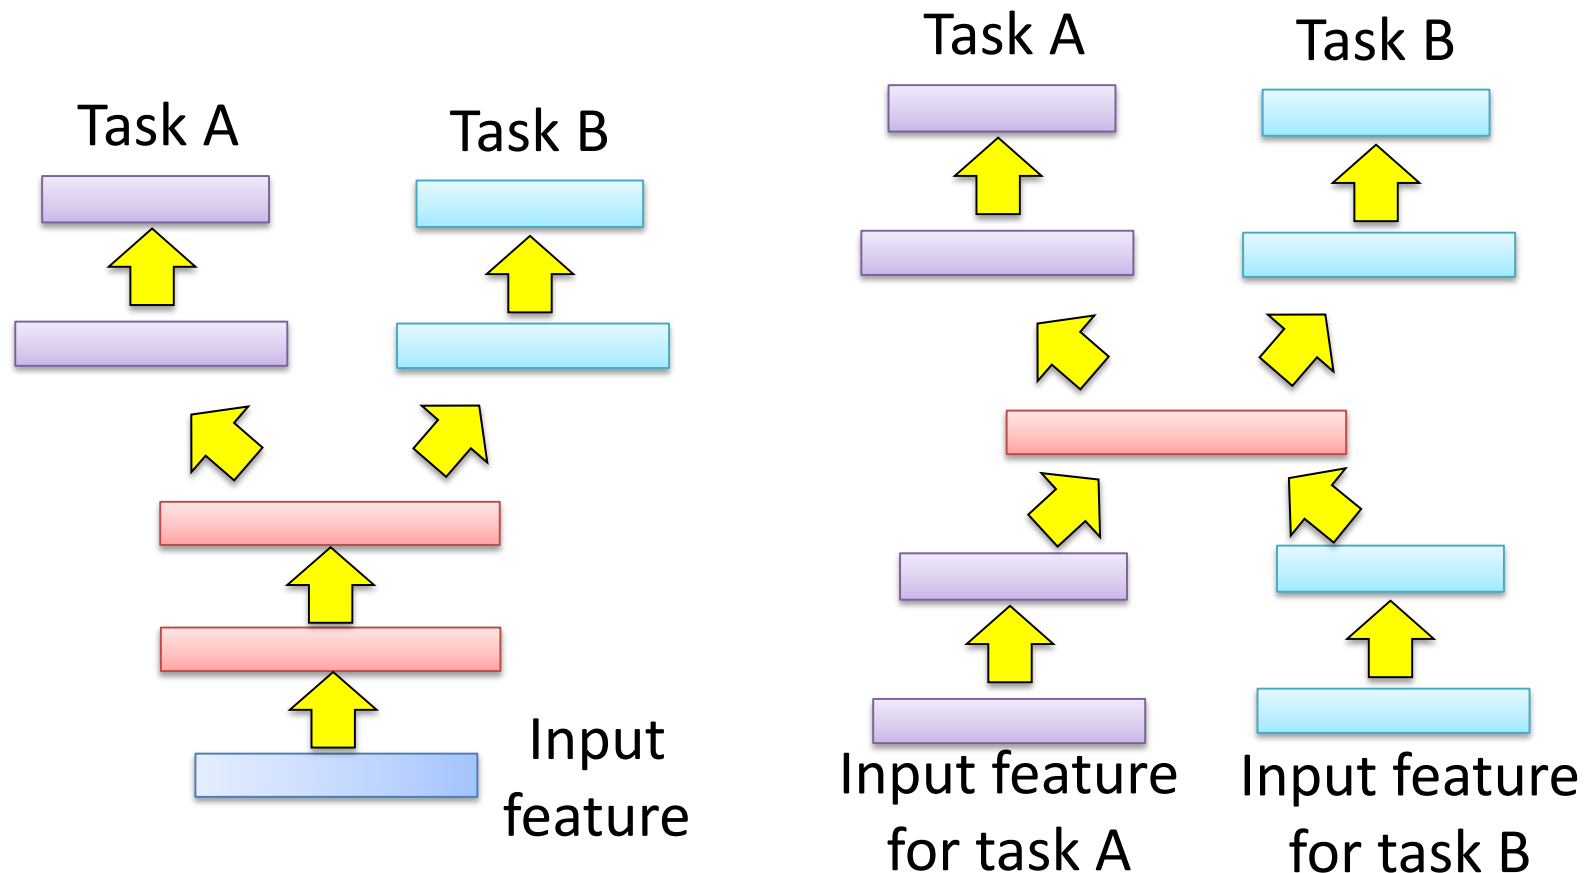 Task A
Task B
Input
feature
Task A
Task B
Input feature
for task A
Input feature
for task B